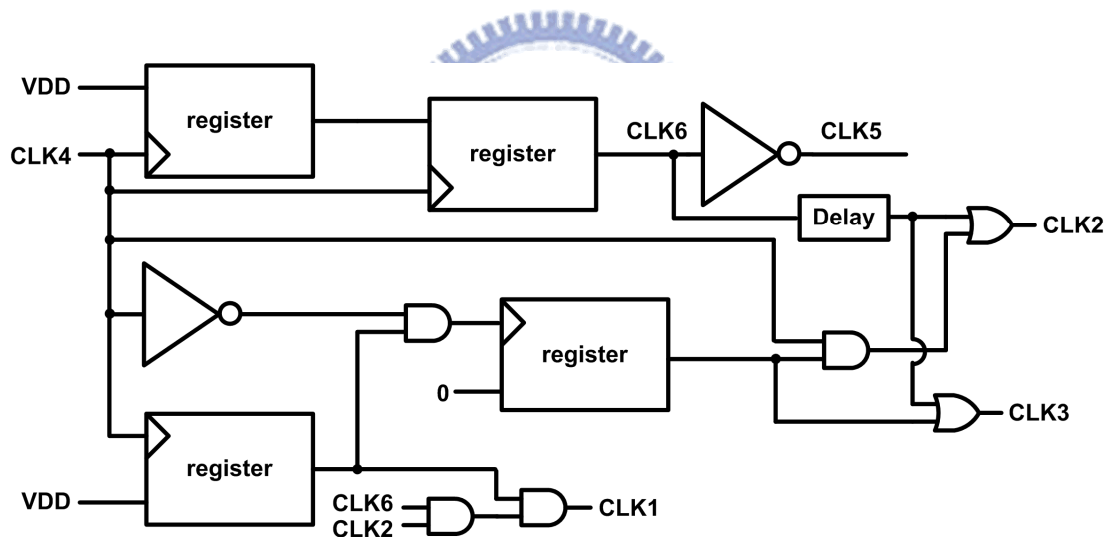 VDD
register
CLK4
register
CLK6
CLK5
Delay
CLK2
register
0
CLK3
register
VDD
CLK6
CLK2
CLK1